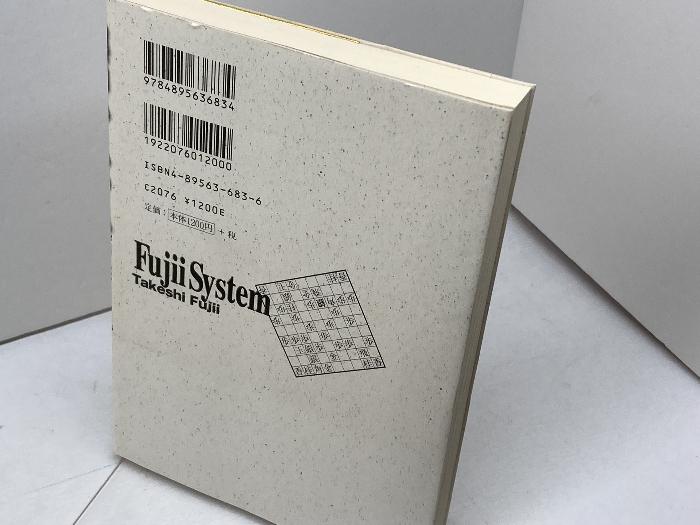 9784895636834
1922076012000
ISBN4-89563-683-6
C2076 ¥1200E
定価:本体1200円+税
Fujii System
Takeshi Fujii